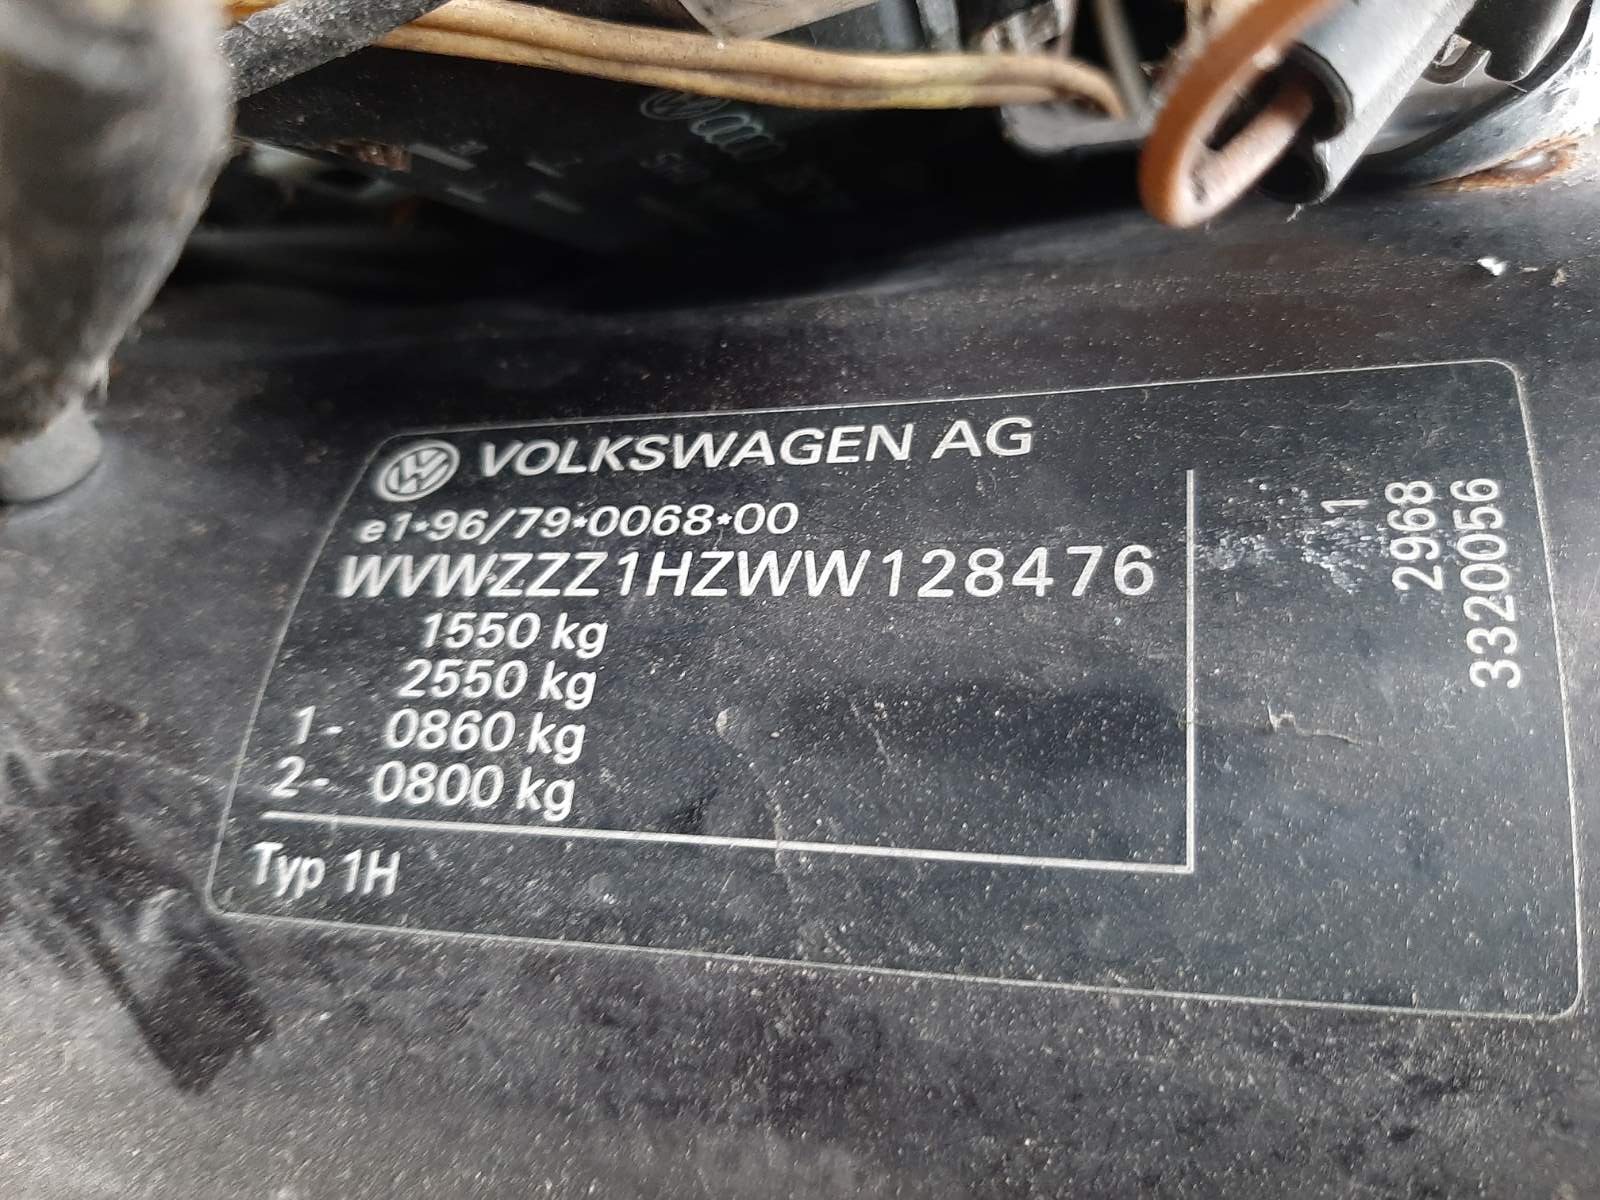 VOLKSWAGEN AG
e1*96/79*0068*00
WVWZZZ1HZWW128476
1550 kg
2550 kg
1- 0860 kg
2- 0800 kg
Typ 1H
1
2968
3320056